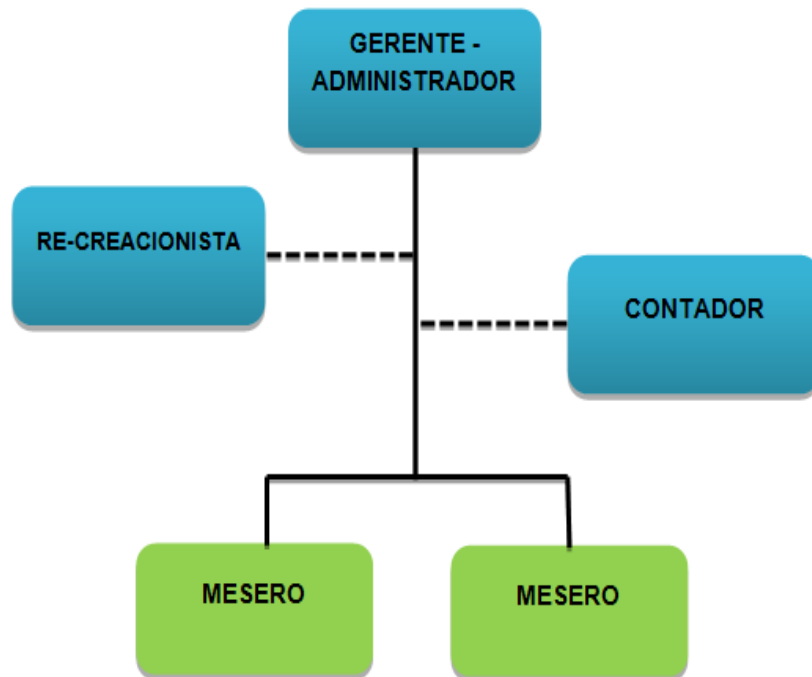 GERENTE -
ADMINISTRADOR
RE-CREACIONISTA
CONTADOR
MESERO
MESERO